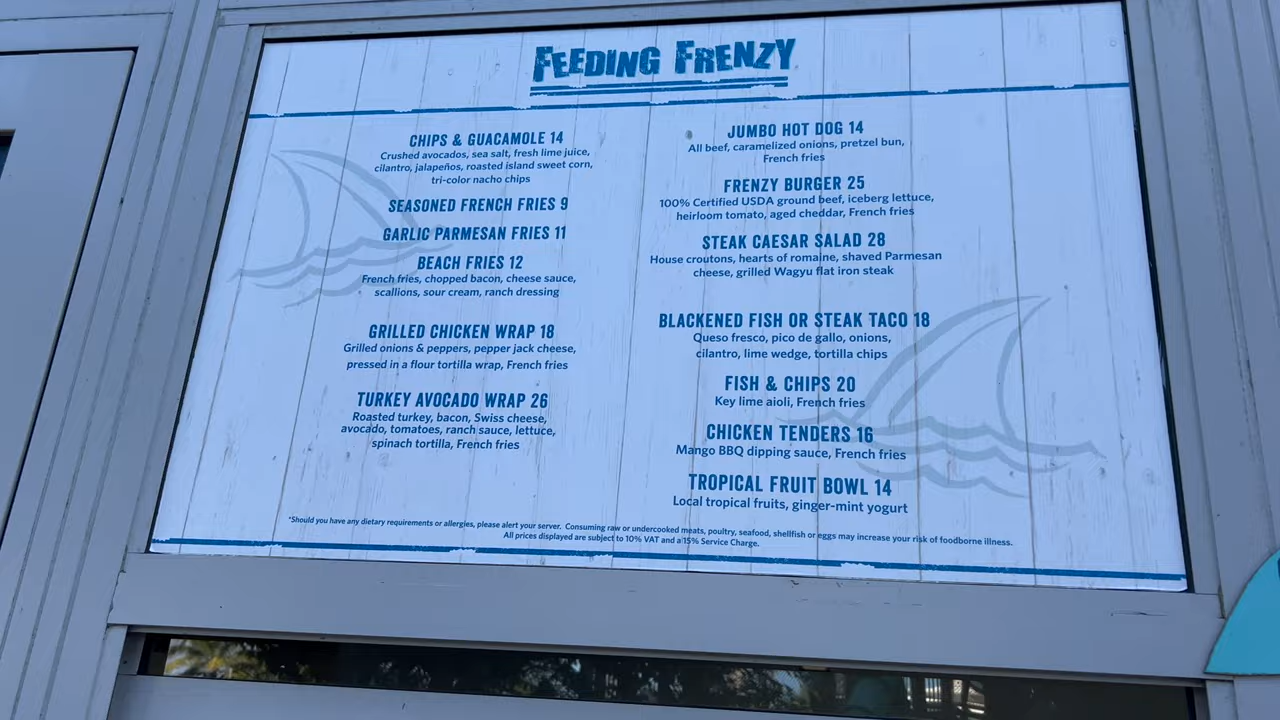 FEEDING FRENZY
CHIPS & GUACAMOLE 14
Crushed avocados, sea salt, fresh lime juice,
cilantro, jalapeños, roasted island sweet corn,
tri-color nacho chips
SEASONED FRENCH FRIES 9
GARLIC PARMESAN FRIES 11
BEACH FRIES 12
French fries, chopped bacon, cheese sauce,
scallions, sour cream, ranch dressing
GRILLED CHICKEN WRAP 18
Grilled onions & peppers, pepper jack cheese,
pressed in a flour tortilla wrap, French fries
TURKEY AVOCADO WRAP 26
Roasted turkey, bacon, Swiss cheese,
avocado, tomatoes, ranch sauce, lettuce,
spinach tortilla, French fries
JUMBO HOT DOG 14
All beef, caramelized onions, pretzel bun,
French fries
FRENZY BURGER 25
100% Certified USDA ground beef, iceberg lettuce,
heirloom tomato, aged cheddar, French fries
STEAK CAESAR SALAD 28
House croutons, hearts of romaine, shaved Parmesan
cheese, grilled Wagyu flat iron steak
BLACKENED FISH OR STEAK TACO 18
Queso fresco, pico de gallo, onions,
cilantro, lime wedge, tortilla chips
FISH & CHIPS 20
Key lime aioli, French fries
CHICKEN TENDERS 16
Mango BBQ dipping sauce, French fries
TROPICAL FRUIT BOWL 14
Local tropical fruits, ginger-mint yogurt
*Should you have any dietary requirements or allergies, please alert your server. Consuming raw or undercooked meats, poultry, seafood, shellfish or eggs may increase your risk of foodborne illness.
All prices displayed are subject to 10% VAT and a 15% Service Charge.